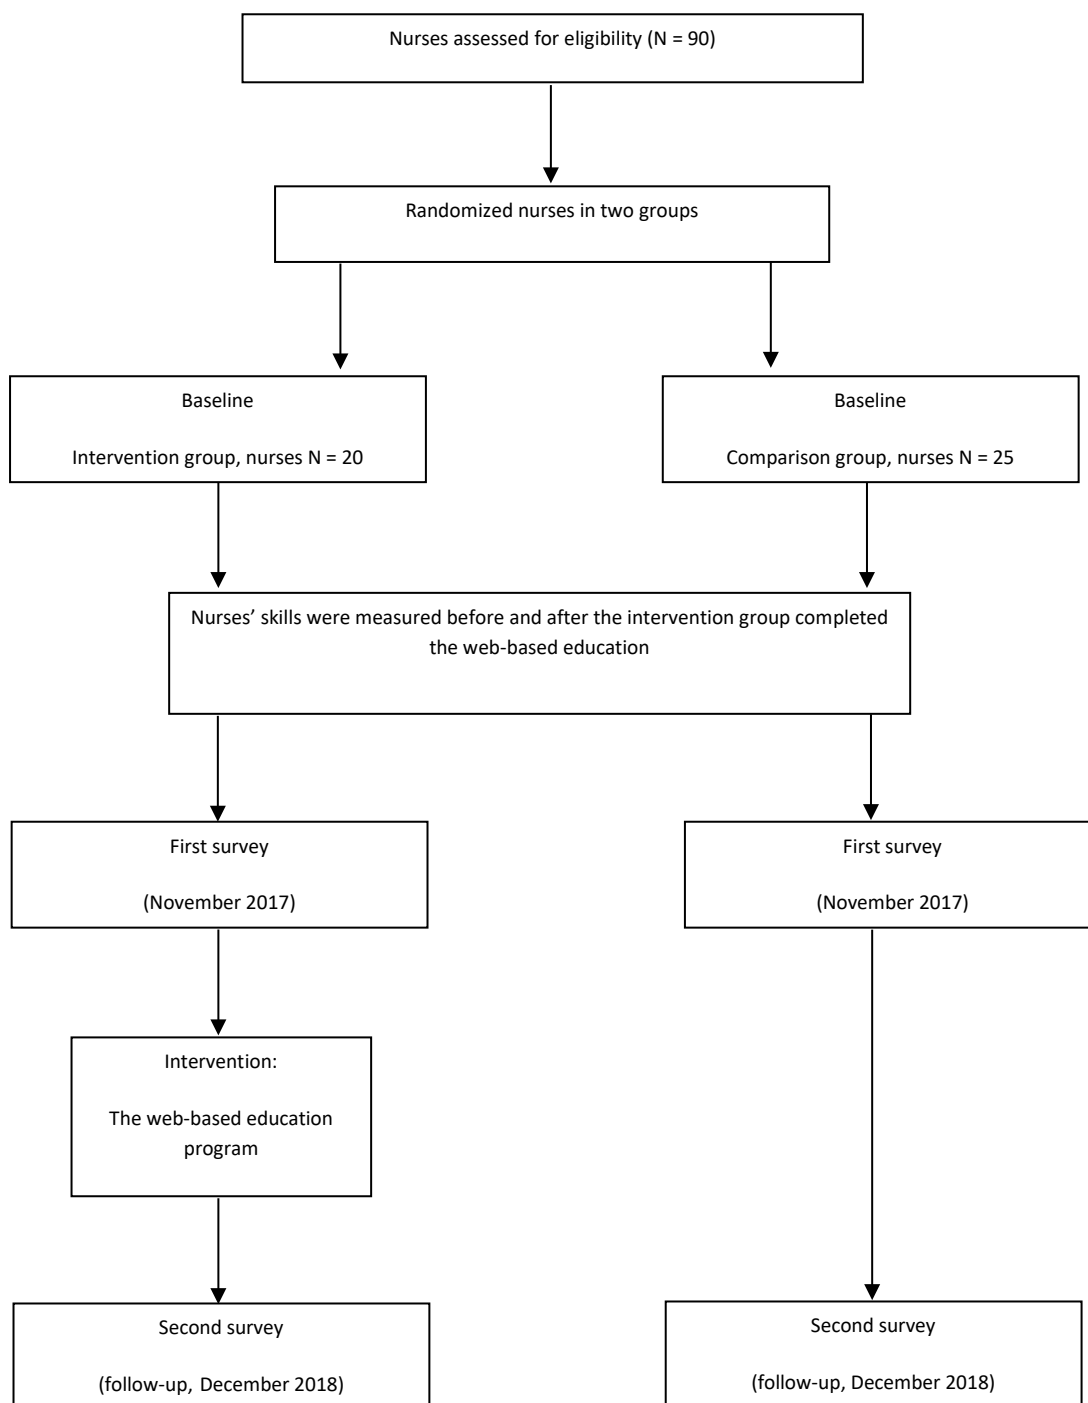 Nurses assessed for eligibility (N = 90)
Randomized nurses in two groups
Baseline
Intervention group, nurses N = 20
Baseline
Comparison group, nurses N = 25
Nurses’ skills were measured before and after the intervention group completed
the web-based education
First survey
(November 2017)
First survey
(November 2017)
Intervention:
The web-based education
program
Second survey
(follow-up, December 2018)
Second survey
(follow-up, December 2018)